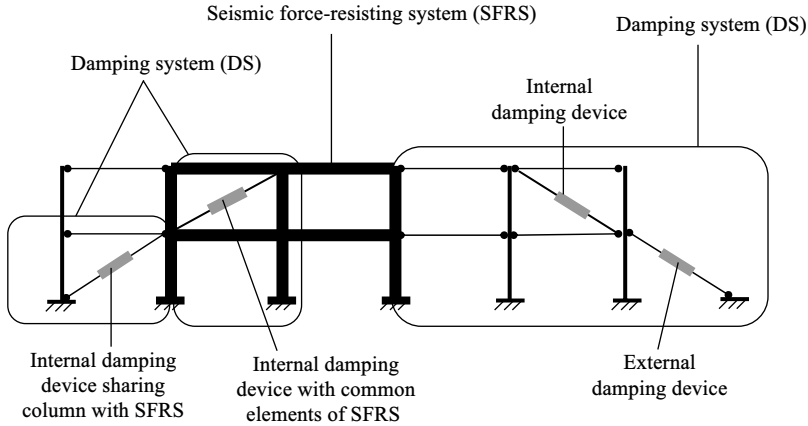 Seismic force-resisting system (SFRS)
Damping system (DS)
Damping system (DS)
Internal
damping device
Internal damping
device sharing
column with SFRS
Internal damping
device with common
elements of SFRS
External
damping device